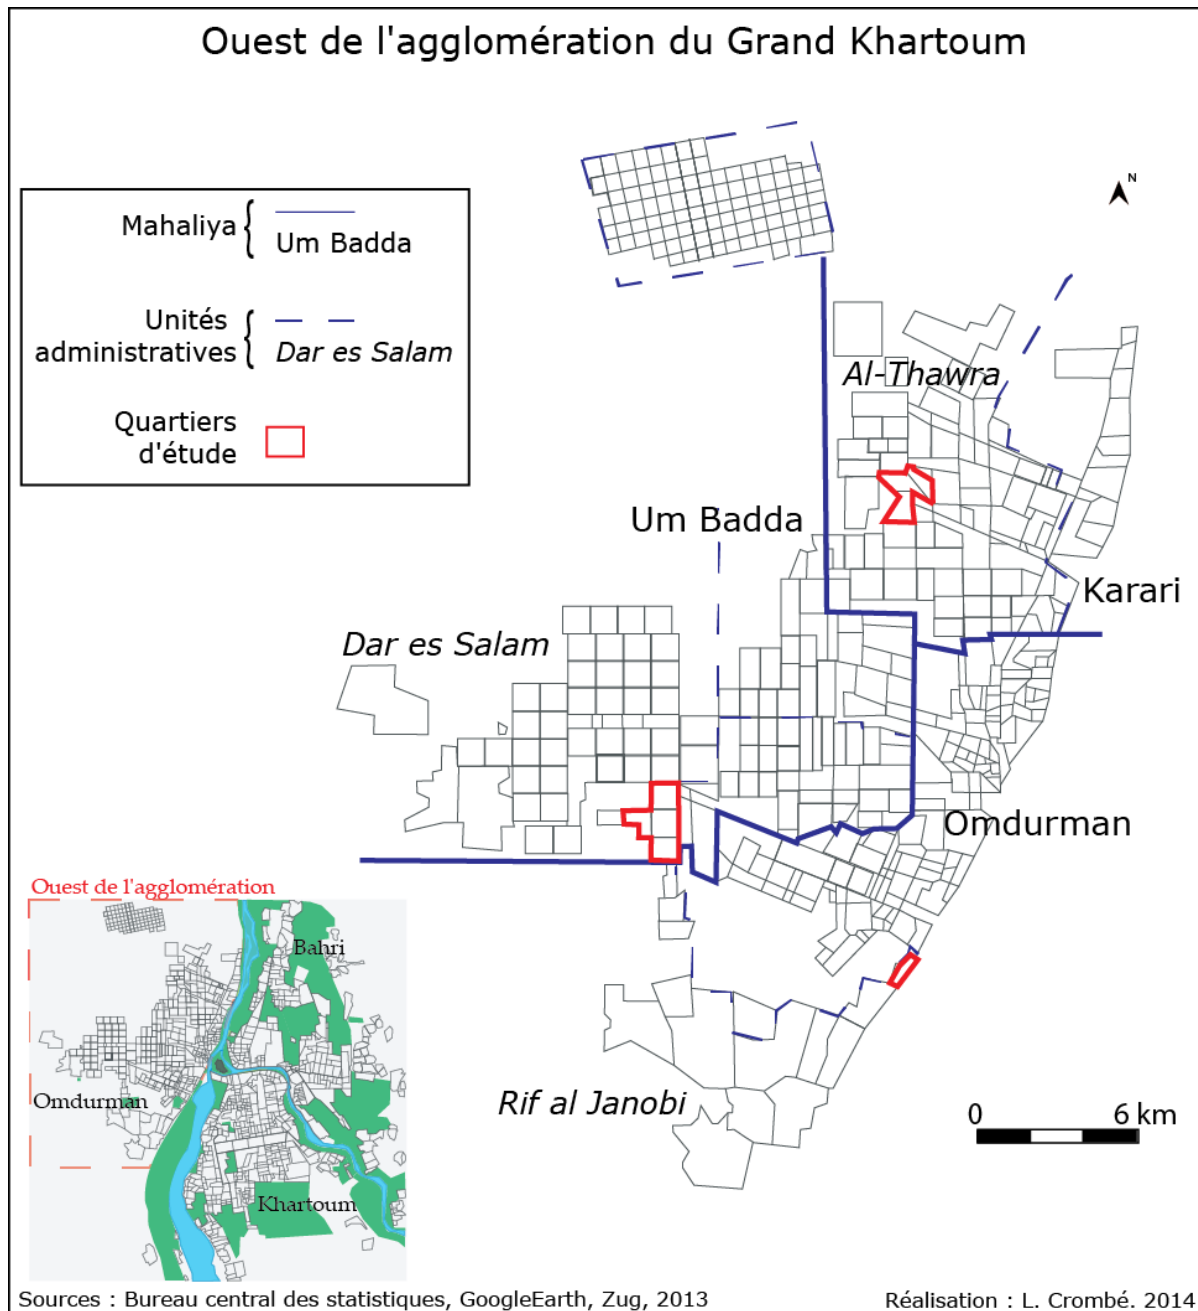 Ouest de l'agglomération du Grand Khartoum
N
Mahaliya
Um Badda
Unités
administratives
Dar es Salam
Quartiers
d'étude
Al-Thawra
Um Badda
Karari
Dar es Salam
Omdurman
Rif al Janobi
0 6 km
Ouest de l'agglomération
Bahri
Omdurman
Khartoum
Sources : Bureau central des statistiques, GoogleEarth, Zug, 2013
Réalisation : L. Crombé, 2014